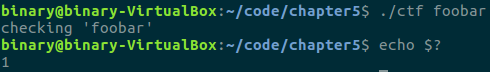 binary@binary-VirtualBox:~/code/chapter5$ ./ctf foobar
checking 'foobar'
binary@binary-VirtualBox:~/code/chapter5$ echo $?
1